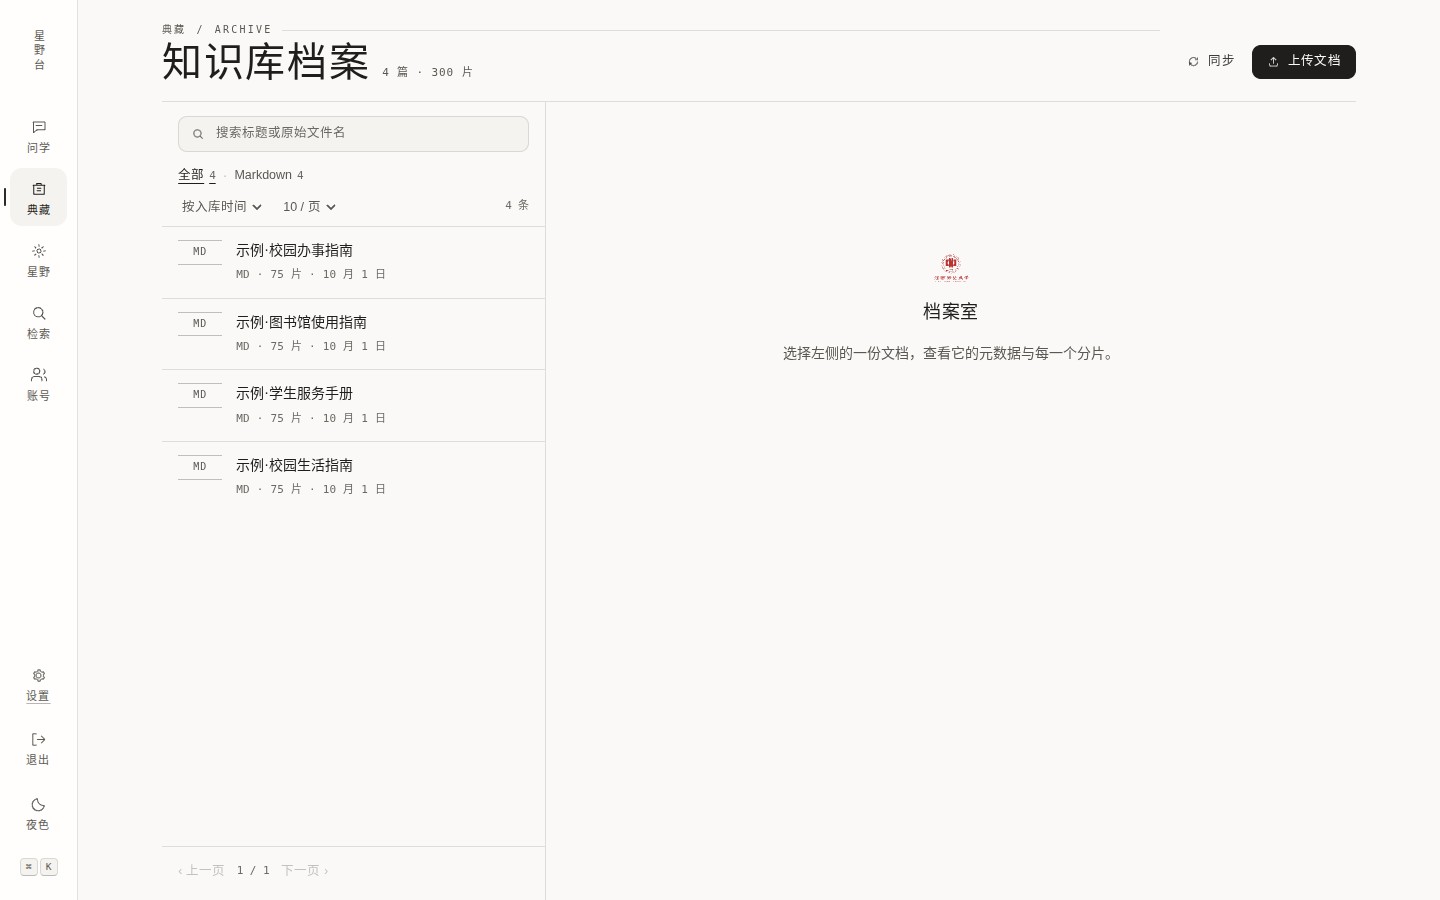 星野台
问学
典藏
星野
检索
账号
设置
退出
夜色
⌘ K
典藏 / ARCHIVE
知识库档案
4 篇 · 300 片
同步
上传文档
搜索标题或原始文件名
全部 4 · Markdown 4
按入库时间 10 / 页 4 条
MD 示例·校园办事指南
MD · 75 片 · 10 月 1 日
MD 示例·图书馆使用指南
MD · 75 片 · 10 月 1 日
MD 示例·学生服务手册
MD · 75 片 · 10 月 1 日
MD 示例·校园生活指南
MD · 75 片 · 10 月 1 日
‹ 上一页 1 / 1 下一页 ›
档案室
选择左侧的一份文档，查看它的元数据与每一个分片。